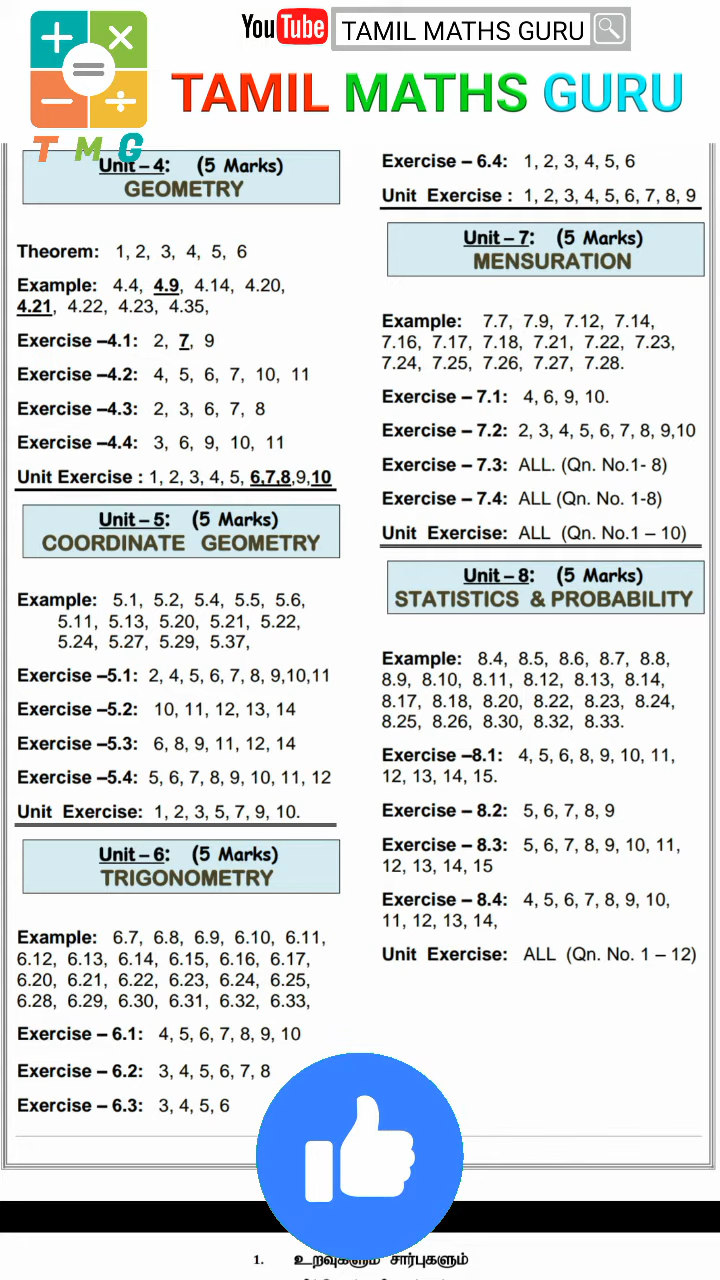 YouTube TAMIL MATHS GURU
TAMIL MATHS GURU
T M G
Unit – 4: (5 Marks)
GEOMETRY
Theorem: 1, 2, 3, 4, 5, 6
Example: 4.4, 4.9, 4.14, 4.20,
4.21, 4.22, 4.23, 4.35,
Exercise –4.1: 2, 7, 9
Exercise –4.2: 4, 5, 6, 7, 10, 11
Exercise –4.3: 2, 3, 6, 7, 8
Exercise –4.4: 3, 6, 9, 10, 11
Unit Exercise : 1, 2, 3, 4, 5, 6,7,8,9,10
Unit – 5: (5 Marks)
COORDINATE GEOMETRY
Example: 5.1, 5.2, 5.4, 5.5, 5.6,
5.11, 5.13, 5.20, 5.21, 5.22,
5.24, 5.27, 5.29, 5.37,
Exercise –5.1: 2, 4, 5, 6, 7, 8, 9,10,11
Exercise –5.2: 10, 11, 12, 13, 14
Exercise –5.3: 6, 8, 9, 11, 12, 14
Exercise –5.4: 5, 6, 7, 8, 9, 10, 11, 12
Unit Exercise: 1, 2, 3, 5, 7, 9, 10.
Unit – 6: (5 Marks)
TRIGONOMETRY
Example: 6.7, 6.8, 6.9, 6.10, 6.11,
6.12, 6.13, 6.14, 6.15, 6.16, 6.17,
6.20, 6.21, 6.22, 6.23, 6.24, 6.25,
6.28, 6.29, 6.30, 6.31, 6.32, 6.33,
Exercise – 6.1: 4, 5, 6, 7, 8, 9, 10
Exercise – 6.2: 3, 4, 5, 6, 7, 8
Exercise – 6.3: 3, 4, 5, 6
Exercise – 6.4: 1, 2, 3, 4, 5, 6
Unit Exercise : 1, 2, 3, 4, 5, 6, 7, 8, 9
Unit – 7: (5 Marks)
MENSURATION
Example: 7.7, 7.9, 7.12, 7.14,
7.16, 7.17, 7.18, 7.21, 7.22, 7.23,
7.24, 7.25, 7.26, 7.27, 7.28.
Exercise – 7.1: 4, 6, 9, 10.
Exercise – 7.2: 2, 3, 4, 5, 6, 7, 8, 9,10
Exercise – 7.3: ALL. (Qn. No.1- 8)
Exercise – 7.4: ALL (Qn. No. 1-8)
Unit Exercise: ALL (Qn. No.1 – 10)
Unit – 8: (5 Marks)
STATISTICS & PROBABILITY
Example: 8.4, 8.5, 8.6, 8.7, 8.8,
8.9, 8.10, 8.11, 8.12, 8.13, 8.14,
8.17, 8.18, 8.20, 8.22, 8.23, 8.24,
8.25, 8.26, 8.30, 8.32, 8.33.
Exercise –8.1: 4, 5, 6, 8, 9, 10, 11,
12, 13, 14, 15.
Exercise – 8.2: 5, 6, 7, 8, 9
Exercise – 8.3: 5, 6, 7, 8, 9, 10, 11,
12, 13, 14, 15
Exercise – 8.4: 4, 5, 6, 7, 8, 9, 10,
11, 12, 13, 14,
Unit Exercise: ALL (Qn. No. 1 – 12)
1. உறவுகளும் சார்புகளும்